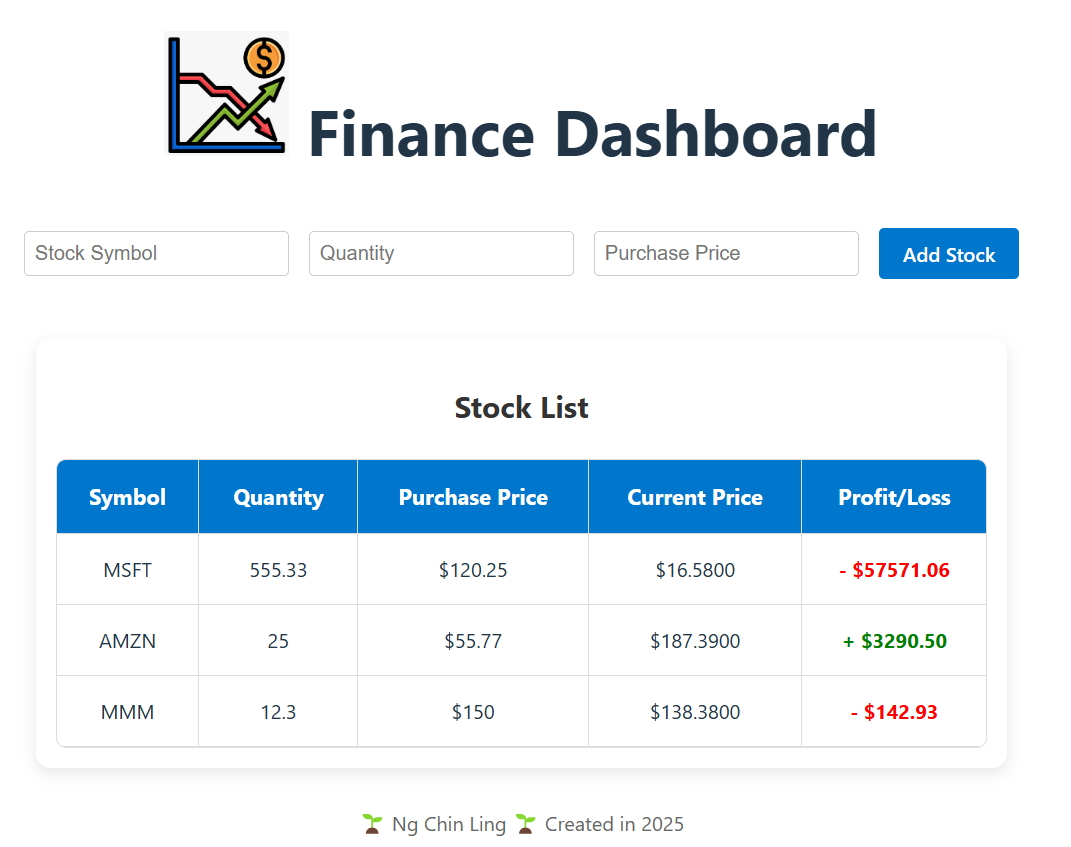 $
Finance Dashboard
Stock Symbol Quantity Purchase Price Add Stock
Stock List
Symbol Quantity Purchase Price Current Price Profit/Loss
MSFT 555.33 $120.25 $16.5800 - $57571.06
AMZN 25 $55.77 $187.3900 + $3290.50
MMM 12.3 $150 $138.3800 - $142.93
🌱 Ng Chin Ling 🌱 Created in 2025